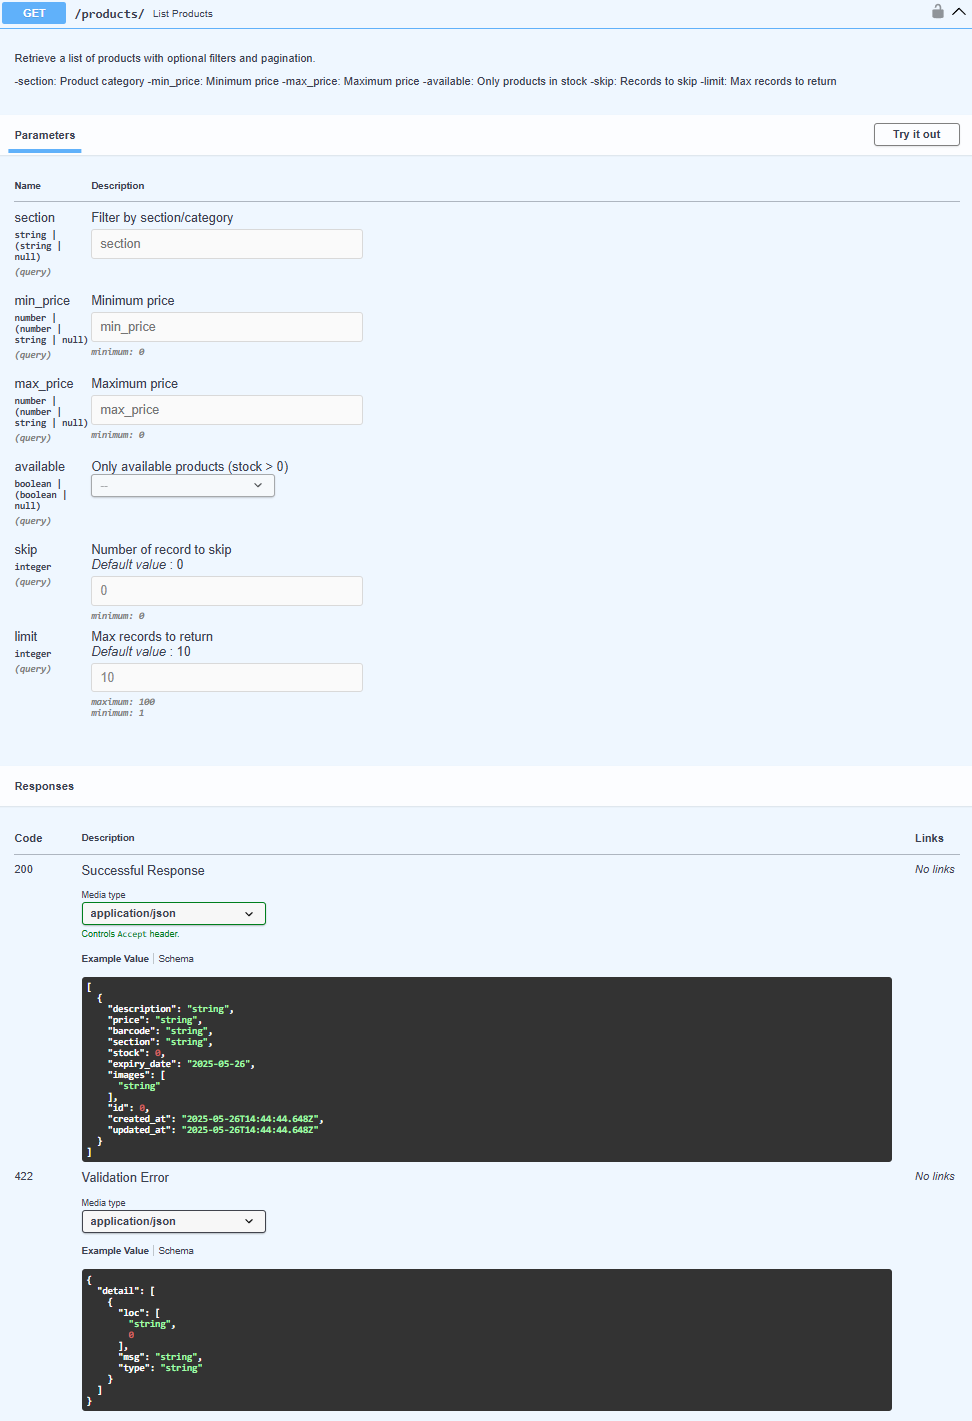 GET /products/ List Products
Retrieve a list of products with optional filters and pagination.
-section: Product category -min_price: Minimum price -max_price: Maximum price -available: Only products in stock -skip: Records to skip -limit: Max records to return
Parameters
Try it out
Name Description
section Filter by section/category
string |
(string |
null)
(query)
section
min_price Minimum price
number |
(number |
string | null)
(query)
min_price
minimum: 0
max_price Maximum price
number |
(number |
string | null)
(query)
max_price
minimum: 0
available Only available products (stock > 0)
boolean |
(boolean |
null)
(query)
--
skip Number of record to skip
integer
(query)
Default value : 0
0
minimum: 0
limit Max records to return
integer
(query)
Default value : 10
10
maximum: 100
minimum: 1
Responses
Code Description Links
200 Successful Response No links
Media type
application/json
Controls Accept header.
Example Value Schema
[
  {
    "description": "string",
    "price": "string",
    "barcode": "string",
    "section": "string",
    "stock": 0,
    "expiry_date": "2025-05-26",
    "images": [
      "string"
    ],
    "id": 0,
    "created_at": "2025-05-26T14:44:44.648Z",
    "updated_at": "2025-05-26T14:44:44.648Z"
  }
]
422 Validation Error No links
Media type
application/json
Example Value Schema
{
  "detail": [
    {
      "loc": [
        "string",
        0
      ],
      "msg": "string",
      "type": "string"
    }
  ]
}